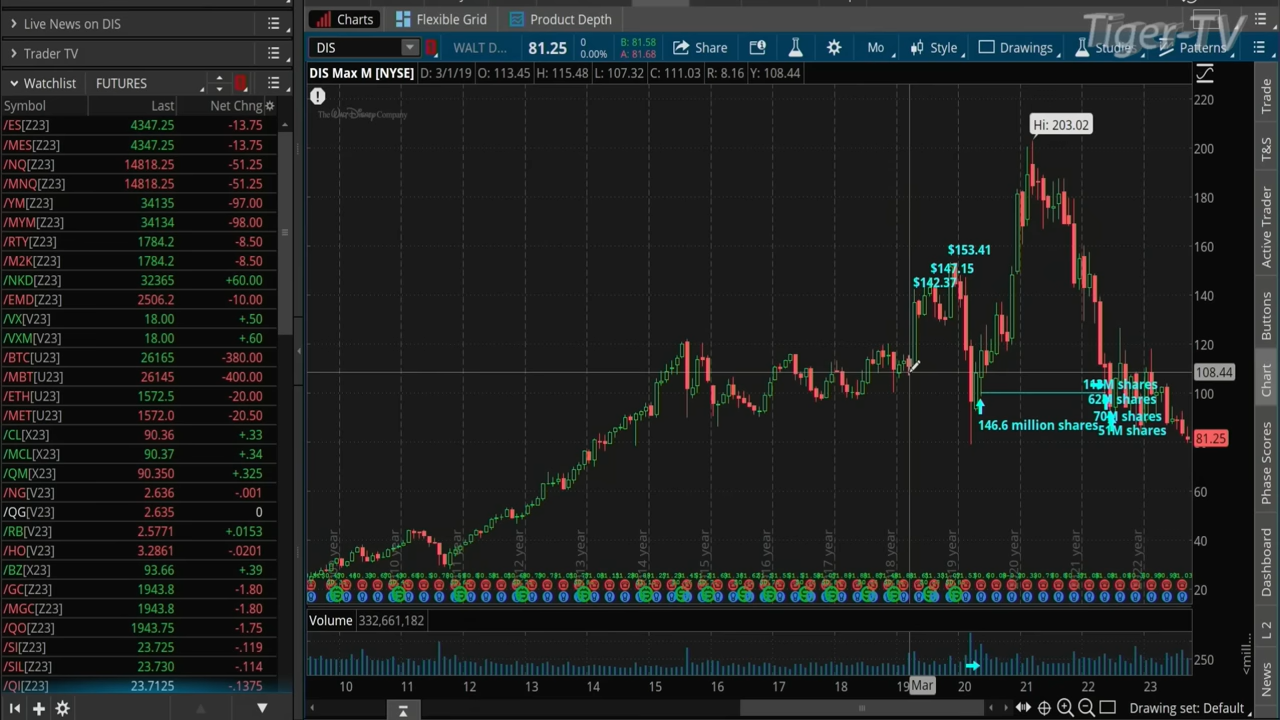 Live News on DIS
Trader TV
Watchlist FUTURES
Symbol Last Net Chng
/ES[Z23] 4347.25 -13.75
/MES[Z23] 4347.25 -13.75
/NQ[Z23] 14818.25 -51.25
/MNQ[Z23] 14818.25 -51.25
/YM[Z23] 34135 -97.00
/MYM[Z23] 34134 -98.00
/RTY[Z23] 1784.2 -8.50
/M2K[Z23] 1784.2 -8.50
/NKD[Z23] 32365 +60.00
/EMD[Z23] 2506.2 -10.00
/VX[V23] 18.00 +.50
/VXM[V23] 18.00 +.60
/BTC[U23] 26165 -380.00
/MBT[U23] 26145 -400.00
/ETH[U23] 1572.5 -20.00
/MET[U23] 1572.0 -20.50
/CL[X23] 90.36 +.33
/MCL[X23] 90.37 +.34
/QM[X23] 90.350 +.325
/NG[V23] 2.636 -.001
/QG[V23] 2.635 0
/RB[V23] 2.5771 +.0153
/HO[V23] 3.2861 -.0201
/BZ[X23] 93.66 +.39
/GC[Z23] 1943.8 -1.80
/MGC[Z23] 1943.8 -1.80
/QO[Z23] 1943.75 -1.75
/SI[Z23] 23.725 -.119
/SIL[Z23] 23.730 -.114
/QI[Z23] 23.7125 -.1375
Charts Flexible Grid Product Depth
Tiger-TV
DIS WALT D... 81.25 0 0.00% B: 81.58 A: 81.68 Share Mo Style Drawings Studies Patterns
DIS Max M [NYSE] D: 3/1/19 O: 113.45 H: 115.48 L: 107.32 C: 111.03 R: 8.16 Y: 108.44
The Walt Disney Company
Hi: 203.02
$153.41
$147.15
$142.37
146.6 million shares
62M shares
70M shares
51M shares
220
200
180
160
140
120
108.44
100
81.25
60
40
20
Volume 332,661,182
250
<mill...
10 11 12 13 14 15 16 17 18 19 Mar 20 21 22 23
Drawing set: Default
Trade
T&S
Active Trader
Buttons
Chart
Phase Scores
Dashboard
L 2
News